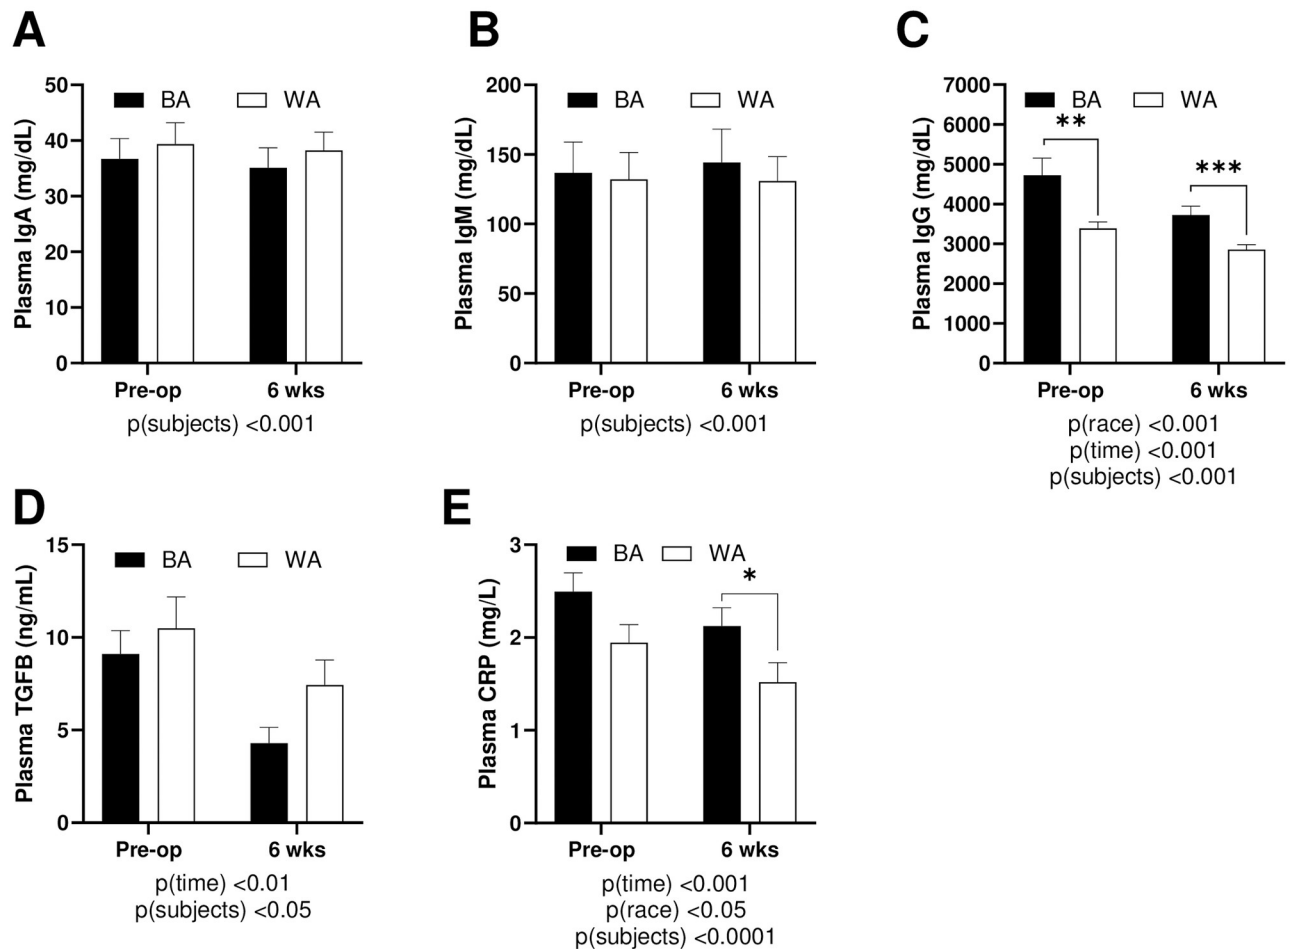 A
50
40
30
20
10
0
Plasma IgA (mg/dL)
BA WA
Pre-op 6 wks
p(subjects) <0.001
B
200
150
100
50
0
Plasma IgM (mg/dL)
BA WA
Pre-op 6 wks
p(subjects) <0.001
C
7000
6000
5000
4000
3000
2000
1000
0
Plasma IgG (mg/dL)
BA WA
**
***
Pre-op 6 wks
p(race) <0.001
p(time) <0.001
p(subjects) <0.001
D
15
10
5
0
Plasma TGFB (ng/mL)
BA WA
Pre-op 6 wks
p(time) <0.01
p(subjects) <0.05
E
3
2
1
0
Plasma CRP (mg/L)
BA WA
*
Pre-op 6 wks
p(time) <0.001
p(race) <0.05
p(subjects) <0.0001